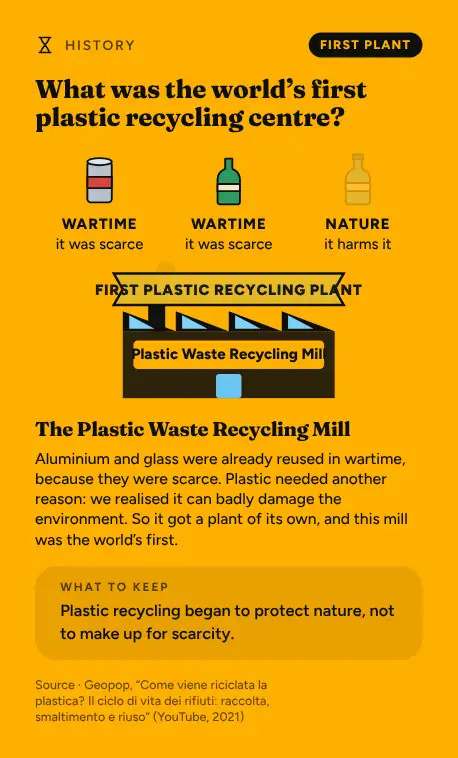 HISTORY
FIRST PLANT
What was the world’s first
plastic recycling centre?
WARTIME
it was scarce
WARTIME
it was scarce
NATURE
it harms it
FIRST PLASTIC RECYCLING PLANT
Plastic Waste Recycling Mill
The Plastic Waste Recycling Mill
Aluminium and glass were already reused in wartime,
because they were scarce. Plastic needed another
reason: we realised it can badly damage the
environment. So it got a plant of its own, and this mill
was the world’s first.
WHAT TO KEEP
Plastic recycling began to protect nature, not
to make up for scarcity.
Source · Geopop, “Come viene riciclata la
plastica? Il ciclo di vita dei rifiuti: raccolta,
smaltimento e riuso” (YouTube, 2021)